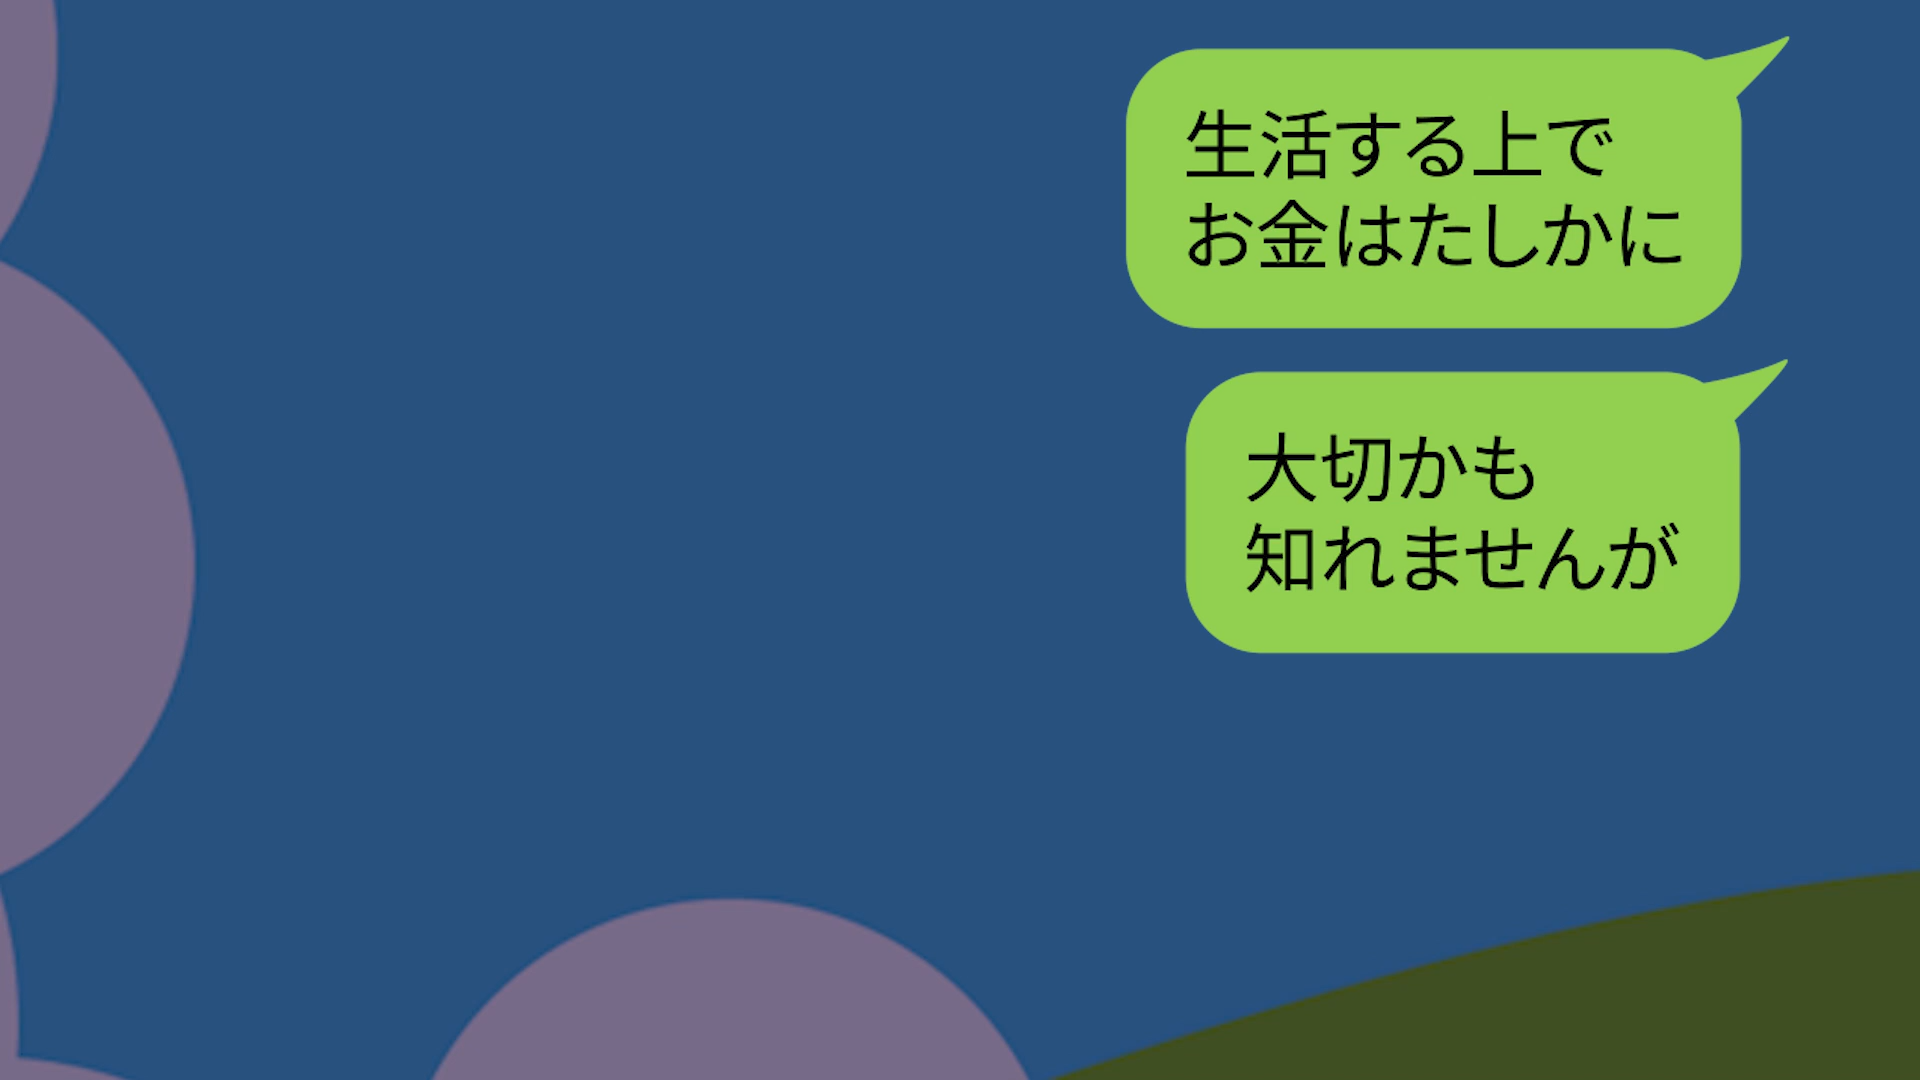 生活する上で
お金はたしかに
大切かも
知れませんが